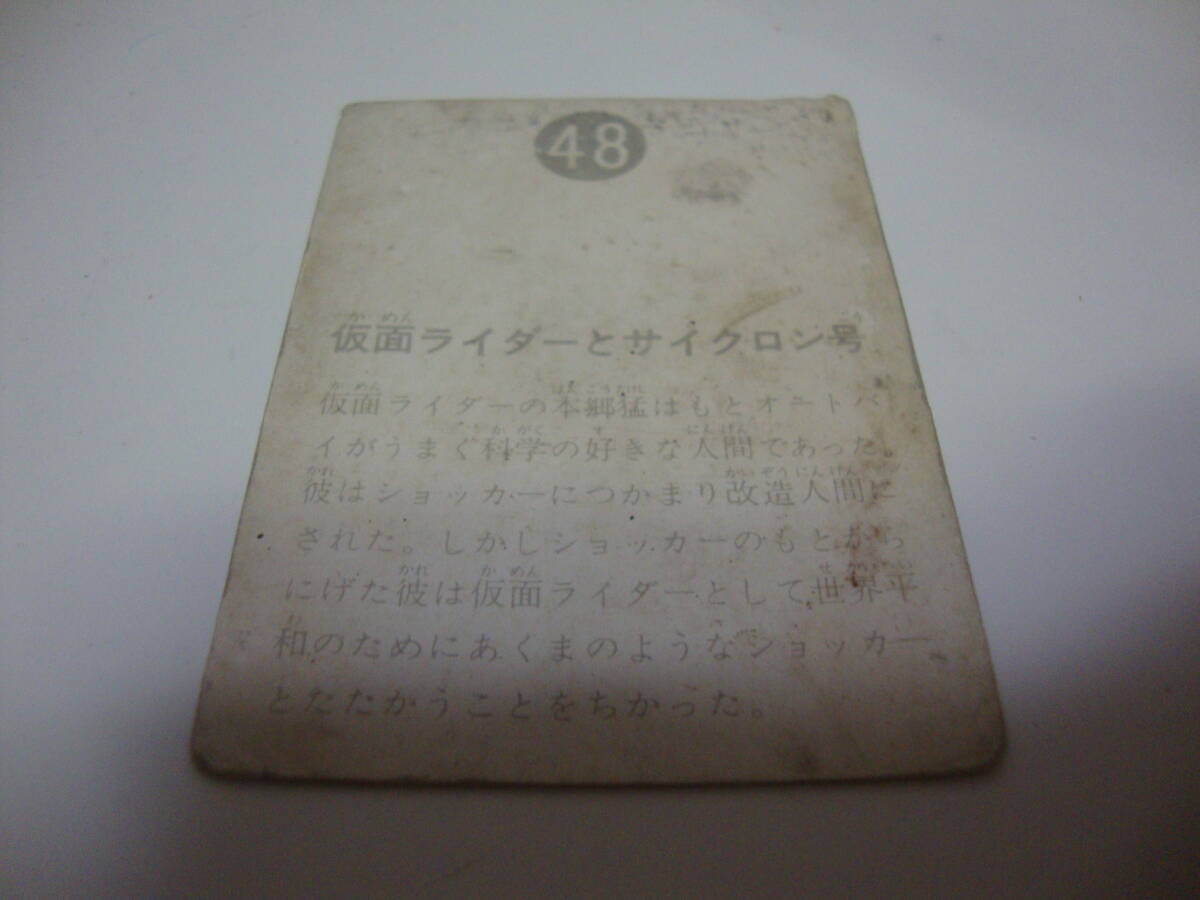 48
仮面ライダーとサイクロン号
仮面ライダーの本郷猛はもとオートバ
イがうまく科学の好きな人間であった。
彼はショッカーにつかまり改造人間に
された。しかしショッカーのもとから
にげた彼は仮面ライダーとして世界平
和のためにあくまのようなショッカー
とたたかうことをちかった。